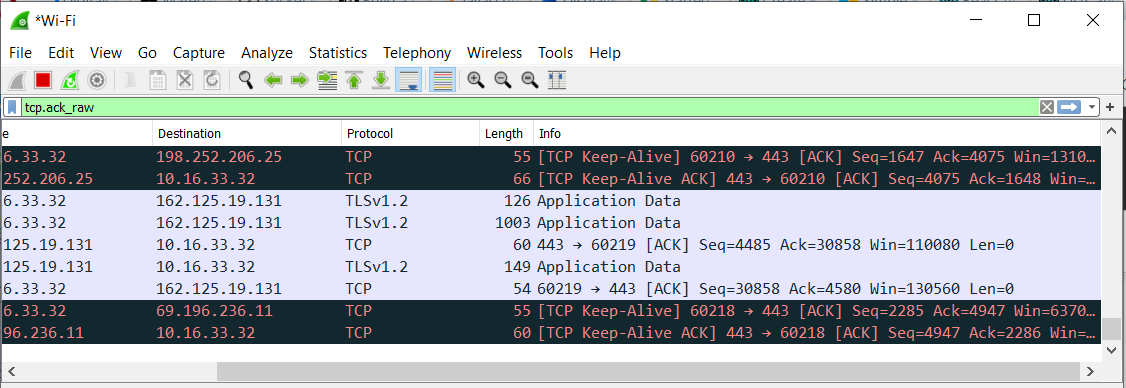 *Wi-Fi
File Edit View Go Capture Analyze Statistics Telephony Wireless Tools Help
tcp.ack_raw
e Destination Protocol Length Info
6.33.32 198.252.206.25 TCP 55 [TCP Keep-Alive] 60210 → 443 [ACK] Seq=1647 Ack=4075 Win=1310…
252.206.25 10.16.33.32 TCP 66 [TCP Keep-Alive ACK] 443 → 60210 [ACK] Seq=4075 Ack=1648 Win=…
6.33.32 162.125.19.131 TLSv1.2 126 Application Data
6.33.32 162.125.19.131 TLSv1.2 1003 Application Data
125.19.131 10.16.33.32 TCP 60 443 → 60219 [ACK] Seq=4485 Ack=30858 Win=110080 Len=0
125.19.131 10.16.33.32 TLSv1.2 149 Application Data
6.33.32 162.125.19.131 TCP 54 60219 → 443 [ACK] Seq=30858 Ack=4580 Win=130560 Len=0
6.33.32 69.196.236.11 TCP 55 [TCP Keep-Alive] 60218 → 443 [ACK] Seq=2285 Ack=4947 Win=6370…
96.236.11 10.16.33.32 TCP 60 [TCP Keep-Alive ACK] 443 → 60218 [ACK] Seq=4947 Ack=2286 Win=…